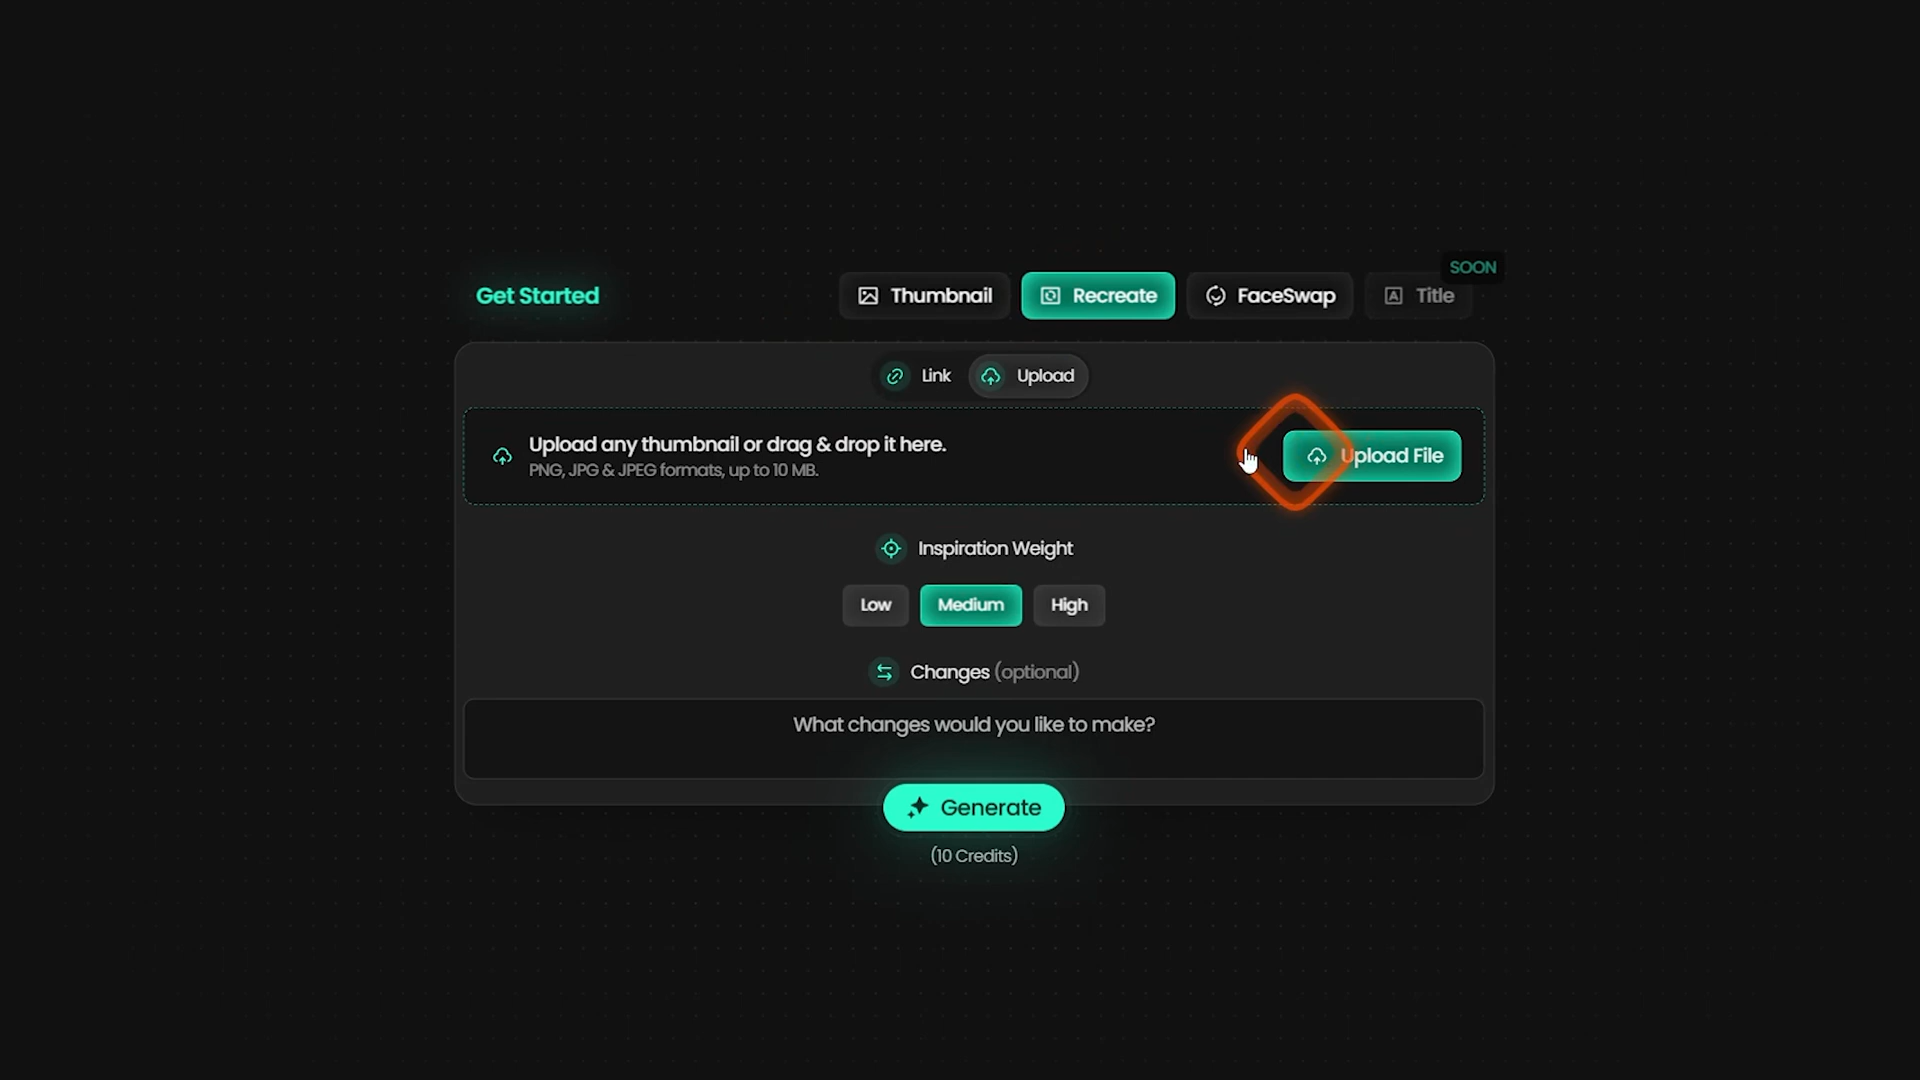 SOON
Get Started
Thumbnail
Recreate
FaceSwap
Title
Link
Upload
Upload any thumbnail or drag & drop it here.
PNG, JPG & JPEG formats, up to 10 MB.
Upload File
Inspiration Weight
Low
Medium
High
Changes (optional)
What changes would you like to make?
Generate
(10 Credits)